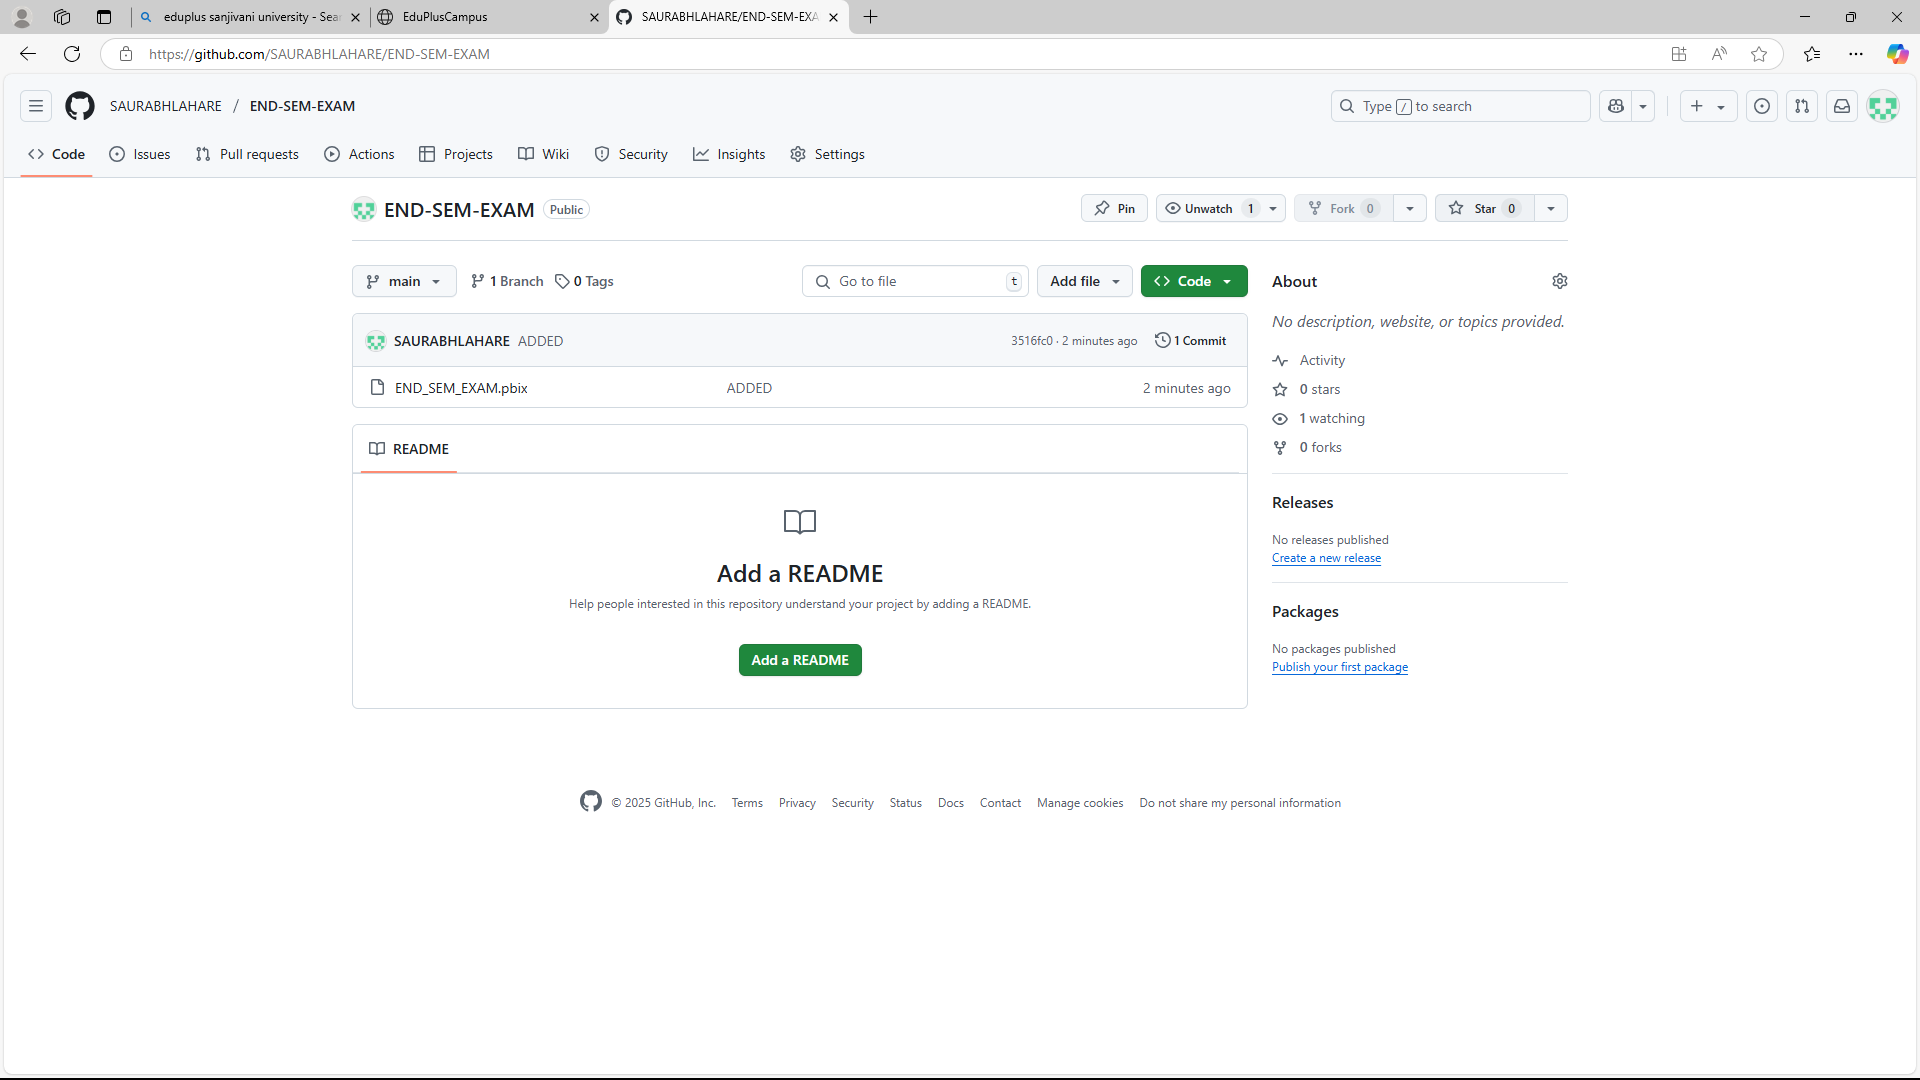 eduplus sanjivani university - Sea
EduPlusCampus
SAURABHLAHARE/END-SEM-EXA
https://github.com/SAURABHLAHARE/END-SEM-EXAM
SAURABHLAHARE / END-SEM-EXAM
Type / to search
Code
Issues
Pull requests
Actions
Projects
Wiki
Security
Insights
Settings
END-SEM-EXAM Public
Pin
Unwatch 1
Fork 0
Star 0
main
1 Branch
0 Tags
Go to file t
Add file
Code
SAURABHLAHARE ADDED 3516fc0 · 2 minutes ago 1 Commit
END_SEM_EXAM.pbix ADDED 2 minutes ago
README
Add a README
Help people interested in this repository understand your project by adding a README.
Add a README
About
No description, website, or topics provided.
Activity
0 stars
1 watching
0 forks
Releases
No releases published
Create a new release
Packages
No packages published
Publish your first package
© 2025 GitHub, Inc. Terms Privacy Security Status Docs Contact Manage cookies Do not share my personal information